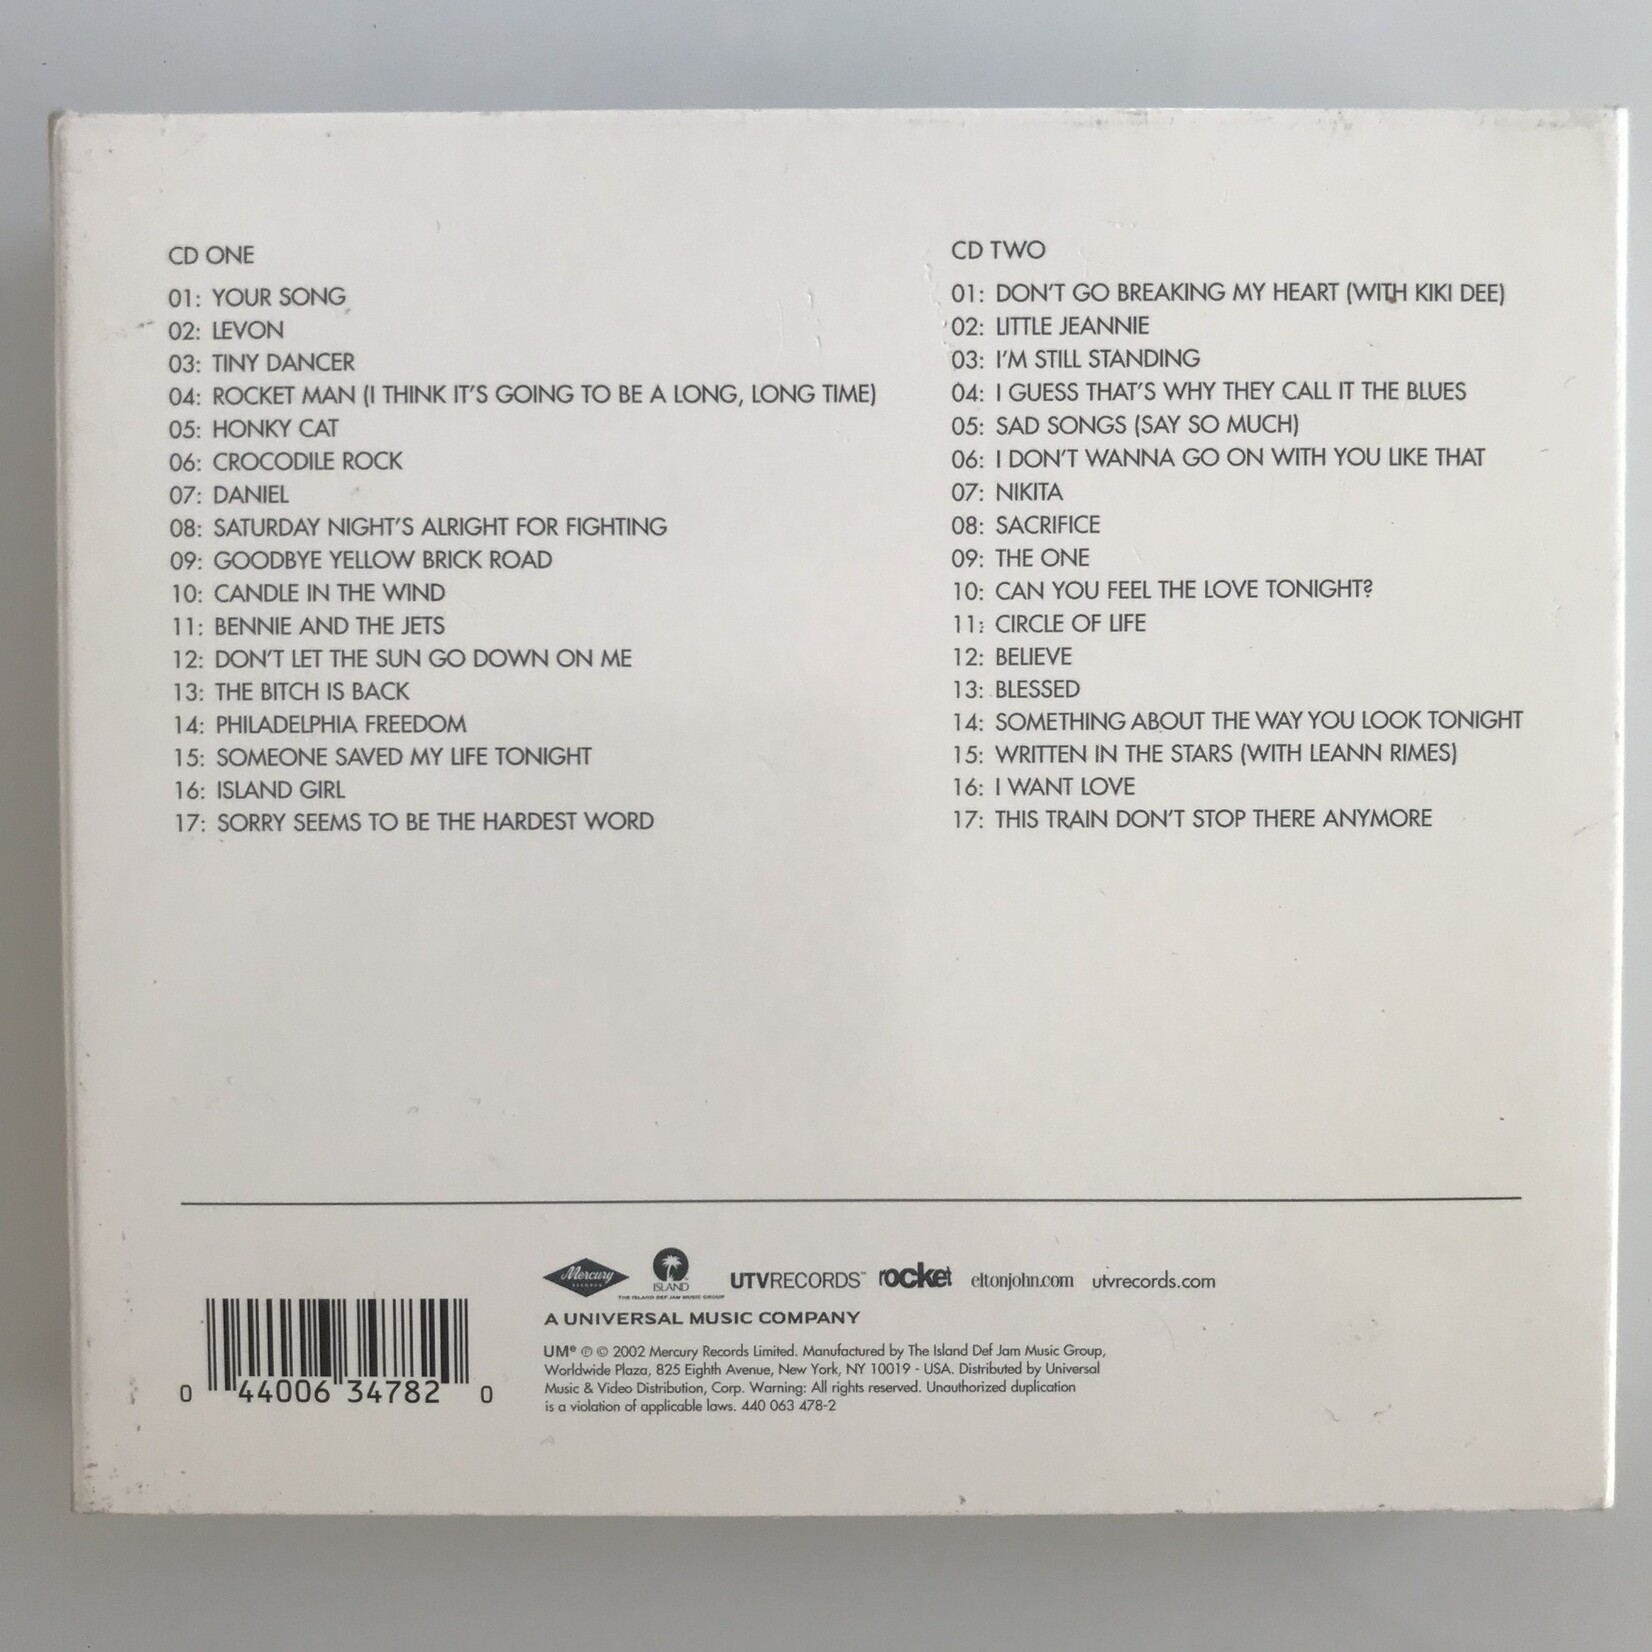 CD ONE
01: YOUR SONG
02: LEVON
03: TINY DANCER
04: ROCKET MAN (I THINK IT'S GOING TO BE A LONG, LONG TIME)
05: HONKY CAT
06: CROCODILE ROCK
07: DANIEL
08: SATURDAY NIGHT'S ALRIGHT FOR FIGHTING
09: GOODBYE YELLOW BRICK ROAD
10: CANDLE IN THE WIND
11: BENNIE AND THE JETS
12: DON'T LET THE SUN GO DOWN ON ME
13: THE BITCH IS BACK
14: PHILADELPHIA FREEDOM
15: SOMEONE SAVED MY LIFE TONIGHT
16: ISLAND GIRL
17: SORRY SEEMS TO BE THE HARDEST WORD
CD TWO
01: DON'T GO BREAKING MY HEART (WITH KIKI DEE)
02: LITTLE JEANNIE
03: I'M STILL STANDING
04: I GUESS THAT'S WHY THEY CALL IT THE BLUES
05: SAD SONGS (SAY SO MUCH)
06: I DON'T WANNA GO ON WITH YOU LIKE THAT
07: NIKITA
08: SACRIFICE
09: THE ONE
10: CAN YOU FEEL THE LOVE TONIGHT?
11: CIRCLE OF LIFE
12: BELIEVE
13: BLESSED
14: SOMETHING ABOUT THE WAY YOU LOOK TONIGHT
15: WRITTEN IN THE STARS (WITH LEANN RIMES)
16: I WANT LOVE
17: THIS TRAIN DON'T STOP THERE ANYMORE
Mercury RECORDS ISLAND UTVRECORDS™ rocket eltonjohn.com utvrecords.com
THE ISLAND DEF JAM MUSIC GROUP
A UNIVERSAL MUSIC COMPANY
UM® ℗ © 2002 Mercury Records Limited. Manufactured by The Island Def Jam Music Group,
Worldwide Plaza, 825 Eighth Avenue, New York, NY 10019 - USA. Distributed by Universal
Music & Video Distribution, Corp. Warning: All rights reserved. Unauthorized duplication
is a violation of applicable laws. 440 063 478-2
0 44006 34782 0